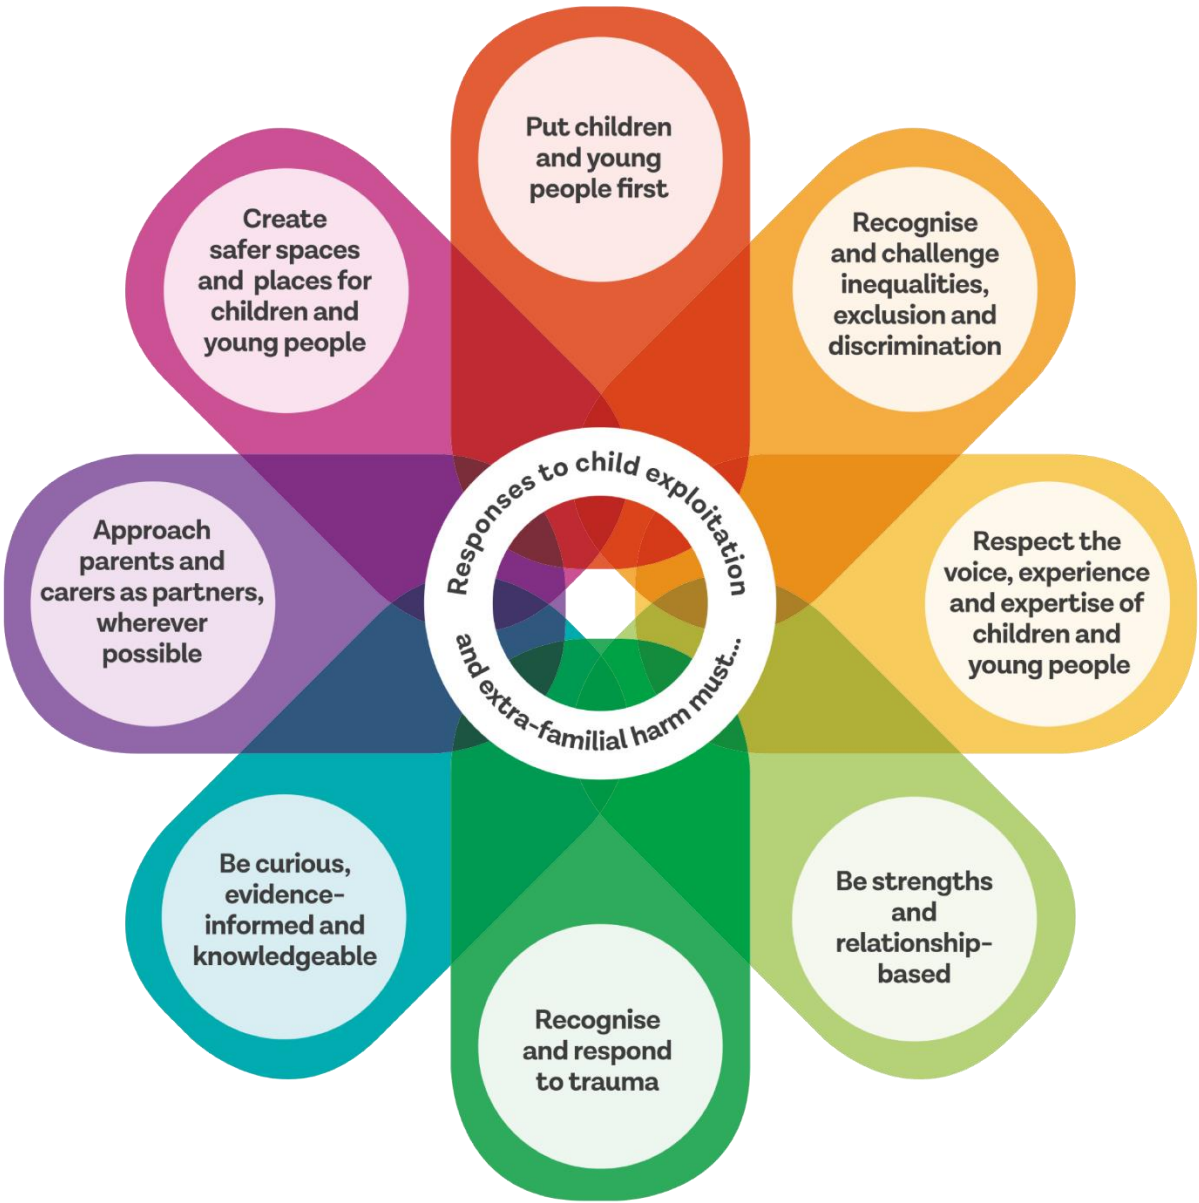 Put children
and young
people first
Recognise
and challenge
inequalities,
exclusion and
discrimination
Respect the
voice, experience
and expertise of
children and
young people
Be strengths
and
relationship-
based
Recognise
and respond
to trauma
Be curious,
evidence-
informed and
knowledgeable
Approach
parents and
carers as partners,
wherever
possible
Create
safer spaces
and places for
children and
young people
Responses to child exploitation
and extra-familial harm must...